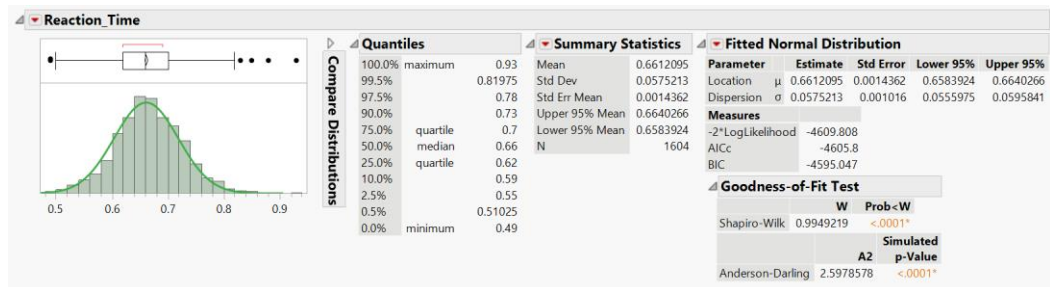 Reaction_Time
0.5 0.6 0.7 0.8 0.9
Compare Distributions
Quantiles
100.0% maximum 0.93
99.5% 0.81975
97.5% 0.78
90.0% 0.73
75.0% quartile 0.7
50.0% median 0.66
25.0% quartile 0.62
10.0% 0.59
2.5% 0.55
0.5% 0.51025
0.0% minimum 0.49
Summary Statistics
Mean 0.6612095
Std Dev 0.0575213
Std Err Mean 0.0014362
Upper 95% Mean 0.6640266
Lower 95% Mean 0.6583924
N 1604
Fitted Normal Distribution
Parameter Estimate Std Error Lower 95% Upper 95%
Location μ 0.6612095 0.0014362 0.6583924 0.6640266
Dispersion σ 0.0575213 0.001016 0.0555975 0.0595841
Measures
-2*LogLikelihood -4609.808
AICc -4605.8
BIC -4595.047
Goodness-of-Fit Test
W Prob<W
Shapiro-Wilk 0.9949219 <.0001*
Simulated
A2 p-Value
Anderson-Darling 2.5978578 <.0001*